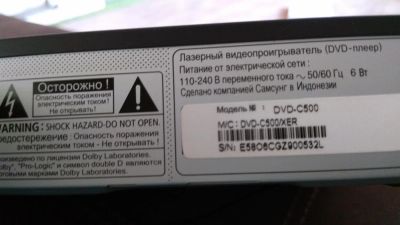 Лазерный видеопроигрыватель (DVD-плеер)
Питание от электрической сети :
110-240 В переменного тока ~ 50/60 Гц 6 Вт
Сделано компанией Самсунг в Индонезии
Осторожно !
Опасность поражения
электрическим током!
Не открывать !
WARNING: SHOCK HAZARD-DO NOT OPEN.
Предостережение : Опасность поражения
электрическим током - Не открывать !
произведено по лицензии Dolby Laboratories.
"Pro-Logic" и символ double D являются
марками Dolby Laboratories.
Модель № : DVD-C500
M/C: DVD-C500/XER
S/N: E58O6CGZ900532L